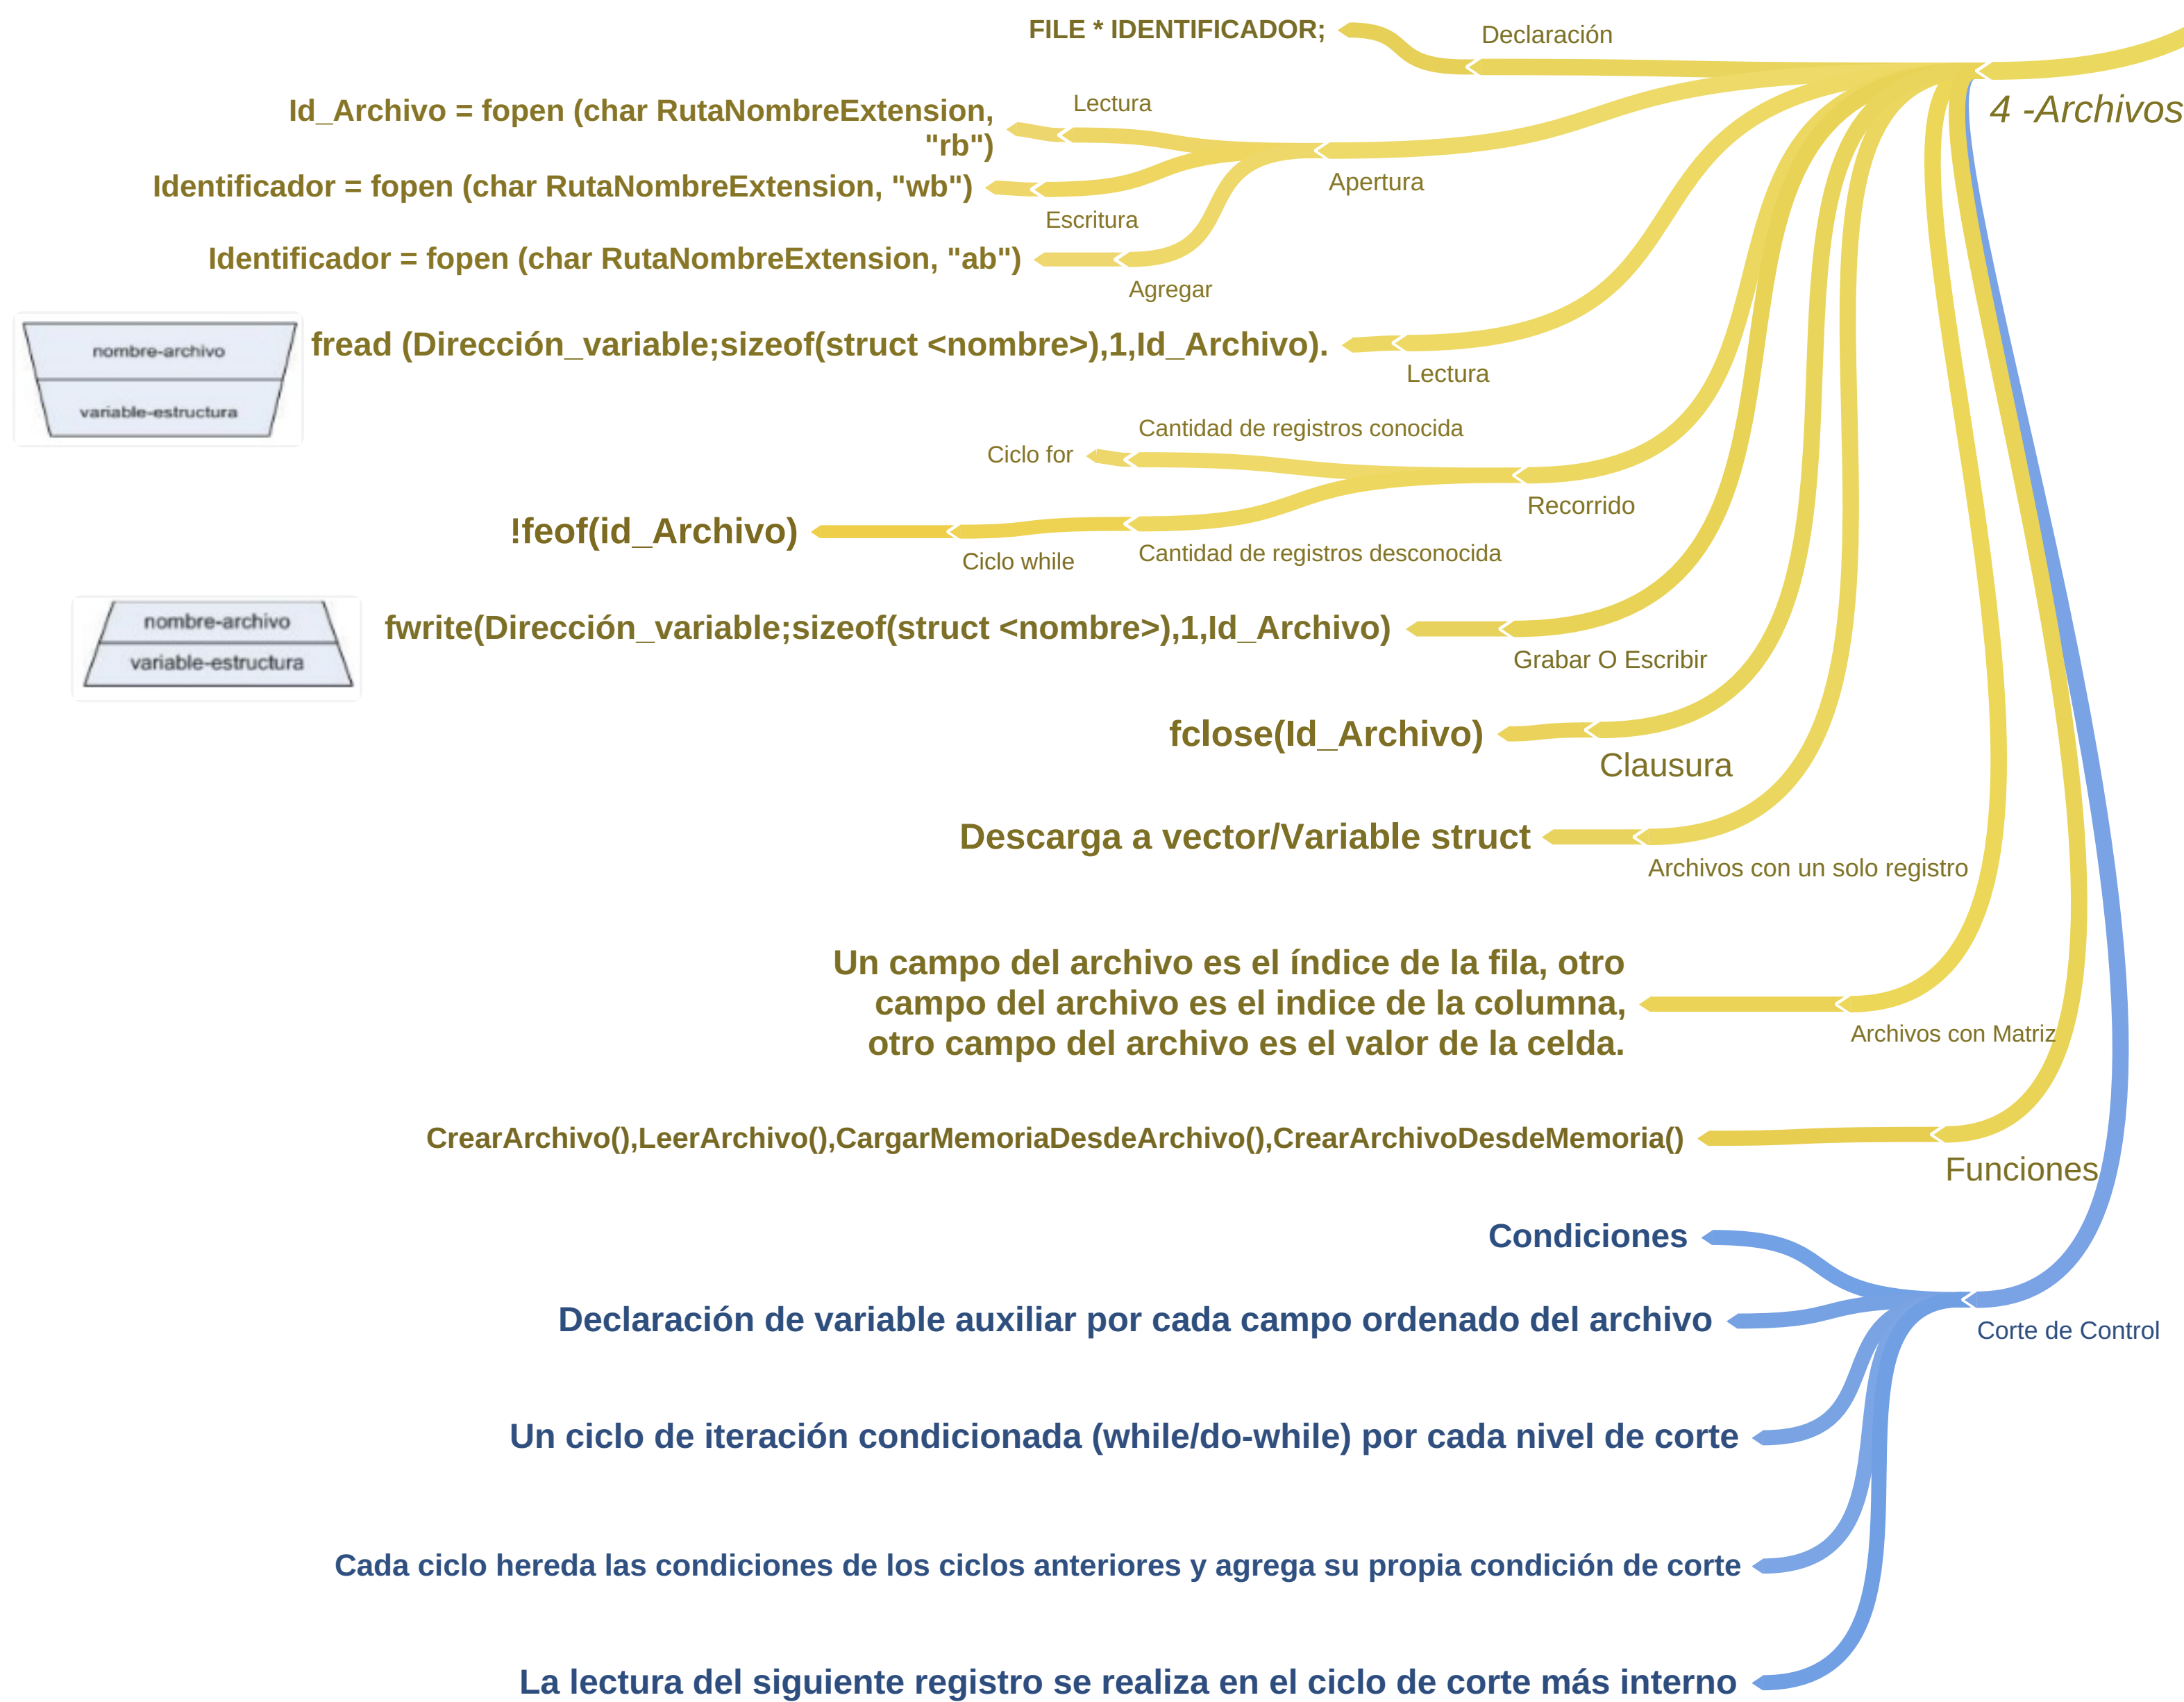 FILE * IDENTIFICADOR;
Declaración
4 -Archivos
Id_Archivo = fopen (char RutaNombreExtension,
"rb")
Lectura
Identificador = fopen (char RutaNombreExtension, "wb")
Escritura
Apertura
Identificador = fopen (char RutaNombreExtension, "ab")
Agregar
nombre-archivo
variable-estructura
fread (Dirección_variable;sizeof(struct <nombre>),1,Id_Archivo).
Lectura
Cantidad de registros conocida
Ciclo for
Recorrido
!feof(id_Archivo)
Ciclo while
Cantidad de registros desconocida
nombre-archivo
variable-estructura
fwrite(Dirección_variable;sizeof(struct <nombre>),1,Id_Archivo)
Grabar O Escribir
fclose(Id_Archivo)
Clausura
Descarga a vector/Variable struct
Archivos con un solo registro
Un campo del archivo es el índice de la fila, otro
campo del archivo es el indice de la columna,
otro campo del archivo es el valor de la celda.
Archivos con Matriz
CrearArchivo(),LeerArchivo(),CargarMemoriaDesdeArchivo(),CrearArchivoDesdeMemoria()
Funciones
Condiciones
Declaración de variable auxiliar por cada campo ordenado del archivo
Corte de Control
Un ciclo de iteración condicionada (while/do-while) por cada nivel de corte
Cada ciclo hereda las condiciones de los ciclos anteriores y agrega su propia condición de corte
La lectura del siguiente registro se realiza en el ciclo de corte más interno